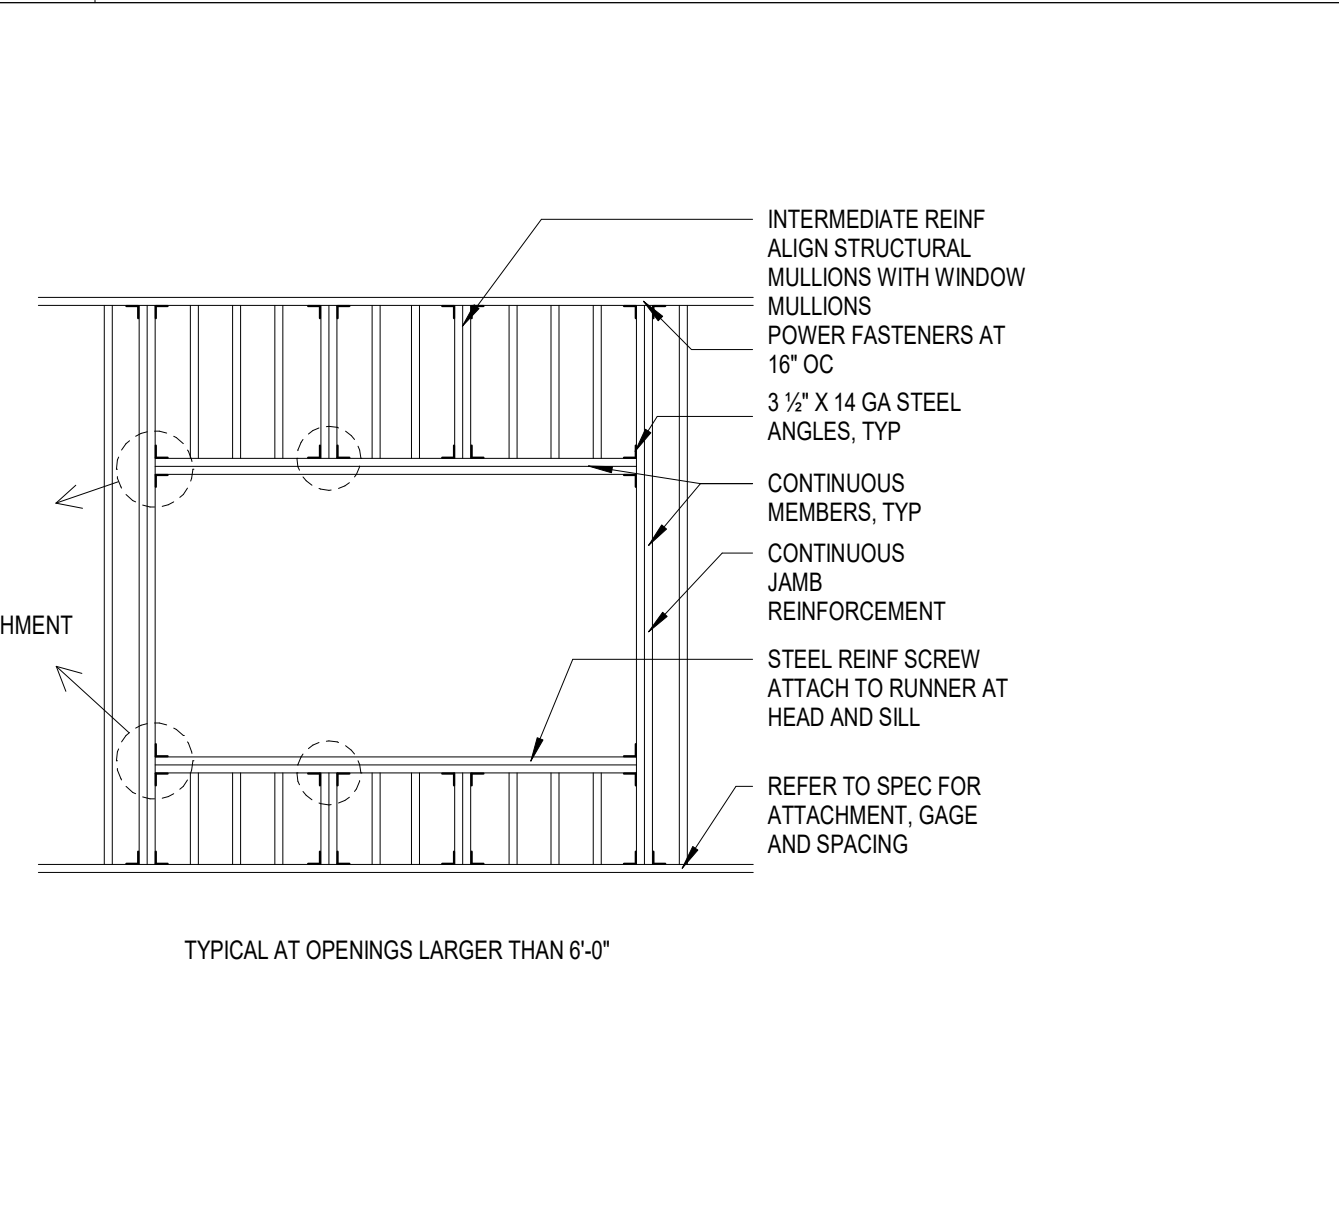 INTERMEDIATE REINF
ALIGN STRUCTURAL
MULLIONS WITH WINDOW
MULLIONS
POWER FASTENERS AT
16" OC
3 ½" X 14 GA STEEL
ANGLES, TYP
CONTINUOUS
MEMBERS, TYP
CONTINUOUS
JAMB
REINFORCEMENT
HMENT
STEEL REINF SCREW
ATTACH TO RUNNER AT
HEAD AND SILL
REFER TO SPEC FOR
ATTACHMENT, GAGE
AND SPACING
TYPICAL AT OPENINGS LARGER THAN 6'-0"